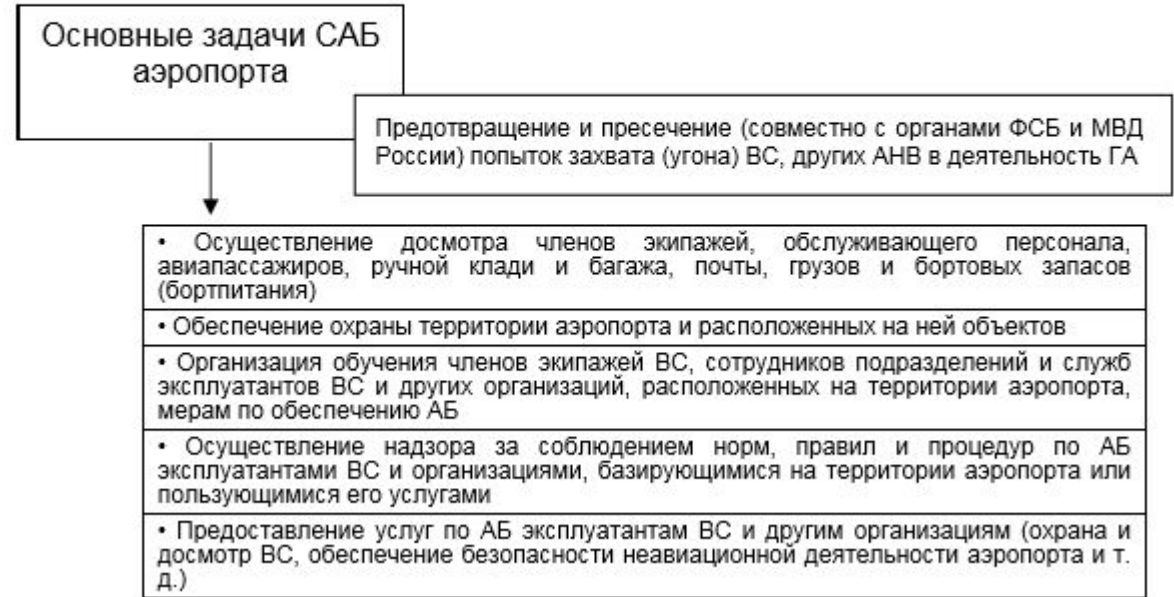 Основные задачи САБ
аэропорта
Предотвращение и пресечение (совместно с органами ФСБ и МВД
России) попыток захвата (угона) ВС, других АНВ в деятельность ГА
• Осуществление досмотра членов экипажей, обслуживающего персонала,
авиапассажиров, ручной клади и багажа, почты, грузов и бортовых запасов
(бортпитания)
• Обеспечение охраны территории аэропорта и расположенных на ней объектов
• Организация обучения членов экипажей ВС, сотрудников подразделений и служб
эксплуатантов ВС и других организаций, расположенных на территории аэропорта,
мерам по обеспечению АБ
• Осуществление надзора за соблюдением норм, правил и процедур по АБ
эксплуатантами ВС и организациями, базирующимися на территории аэропорта или
пользующимися его услугами
• Предоставление услуг по АБ эксплуатантам ВС и другим организациям (охрана и
досмотр ВС, обеспечение безопасности неавиационной деятельности аэропорта и т.
д.)